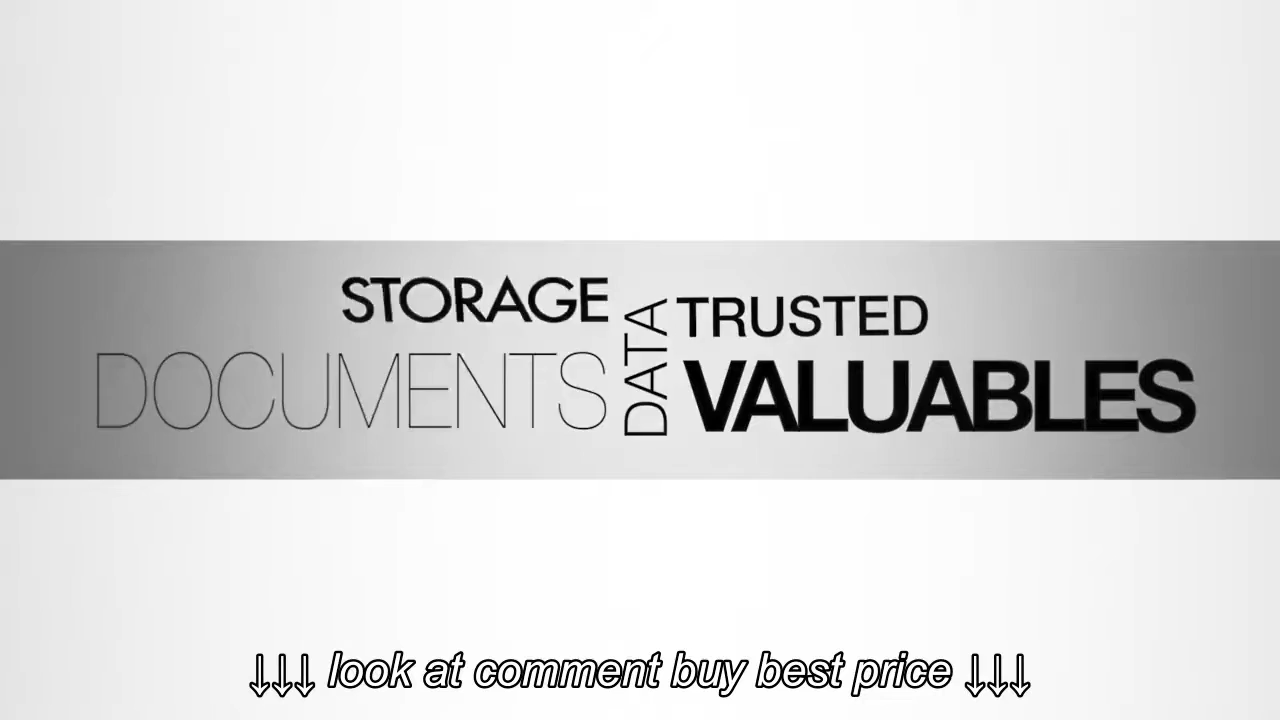 STORAGE
DOCUMENTS
DATA
TRUSTED
VALUABLES
↓↓↓ look at comment buy best price ↓↓↓